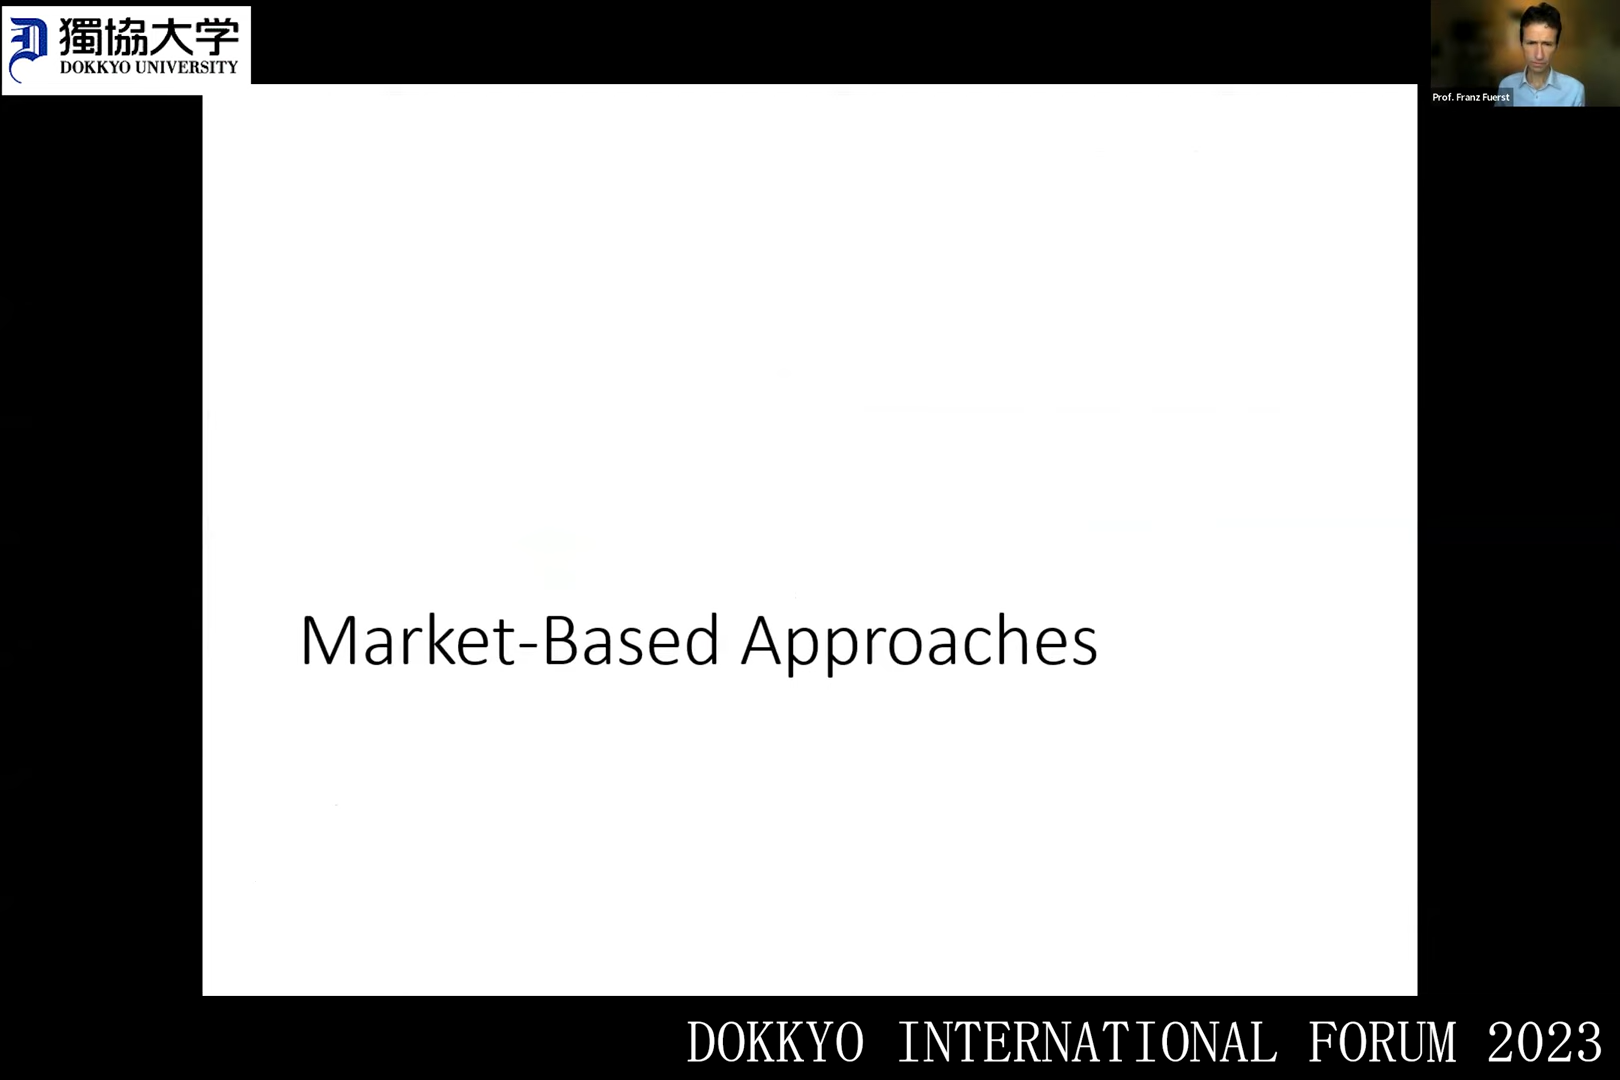 獨協大学
DOKKYO UNIVERSITY
Prof. Franz Fuerst
Market-Based Approaches
DOKKYO INTERNATIONAL FORUM 2023